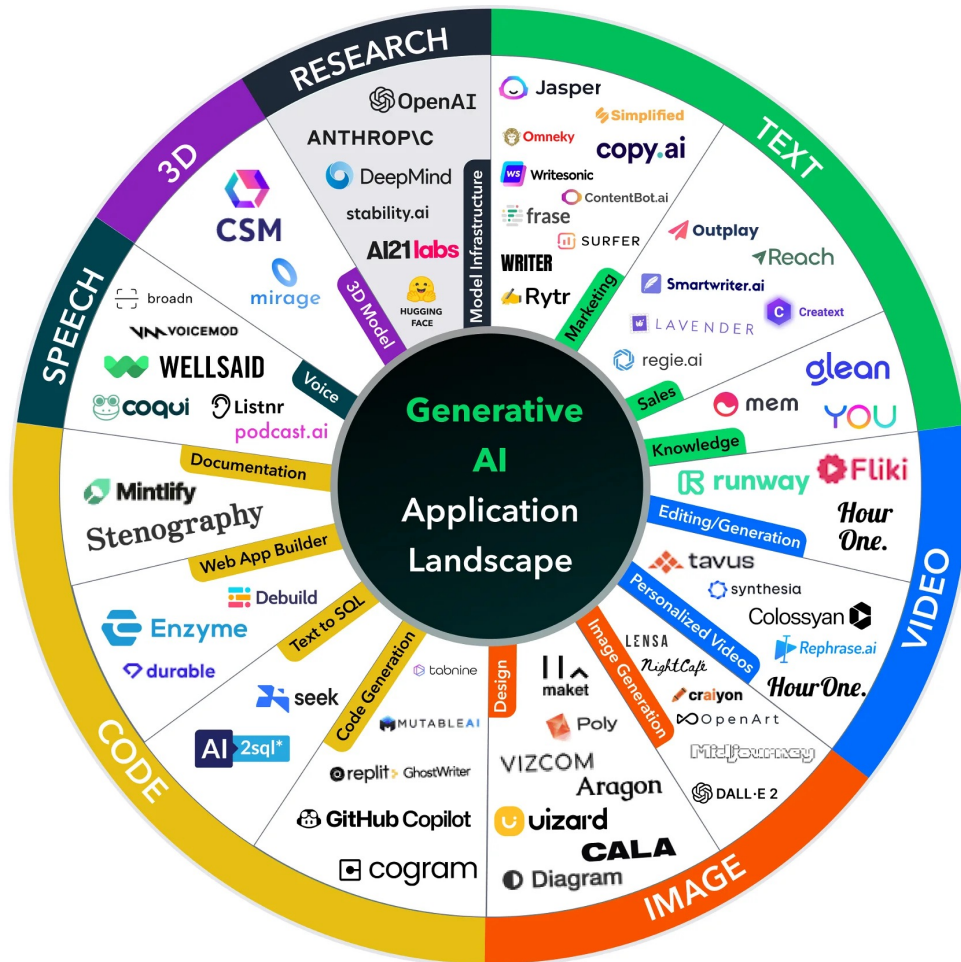 Generative
AI
Application
Landscape
RESEARCH
Model Infrastructure
OpenAI
ANTHROP\C
DeepMind
stability.ai
AI21labs
HUGGING
FACE
TEXT
Marketing
Jasper
Simplified
Omneky
copy.ai
WS Writesonic
ContentBot.ai
frase
SURFER
WRITER
Rytr
Sales
Outplay
Reach
Smartwriter.ai
C Creatext
LAVENDER
regie.ai
Knowledge
glean
mem
YOU
VIDEO
Editing/Generation
runway
Fliki
Hour
One.
Personalized Videos
tavus
synthesia
Colossyan
Rephrase.ai
HourOne.
IMAGE
Image Generation
LENSA
NightCafé
craiyon
OpenArt
Midjourney
DALL·E 2
Design
maket
Poly
VIZCOM
Aragon
uizard
CALA
Diagram
CODE
Code Generation
tabnine
MUTABLEAI
replit GhostWriter
GitHub Copilot
cogram
Text to SQL
seek
AI 2sql*
Web App Builder
Debuild
Enzyme
durable
Documentation
Mintlify
Stenography
SPEECH
Voice
broadn
VOICEMOD
WELLSAID
coqui
Listnr
podcast.ai
3D
3D Model
CSM
mirage